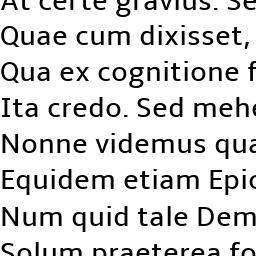 At certe gravius. Se
Quae cum dixisset,
Qua ex cognitione f
Ita credo. Sed mehe
Nonne videmus qua
Equidem etiam Epic
Num quid tale Dem
Solum praeterea fo